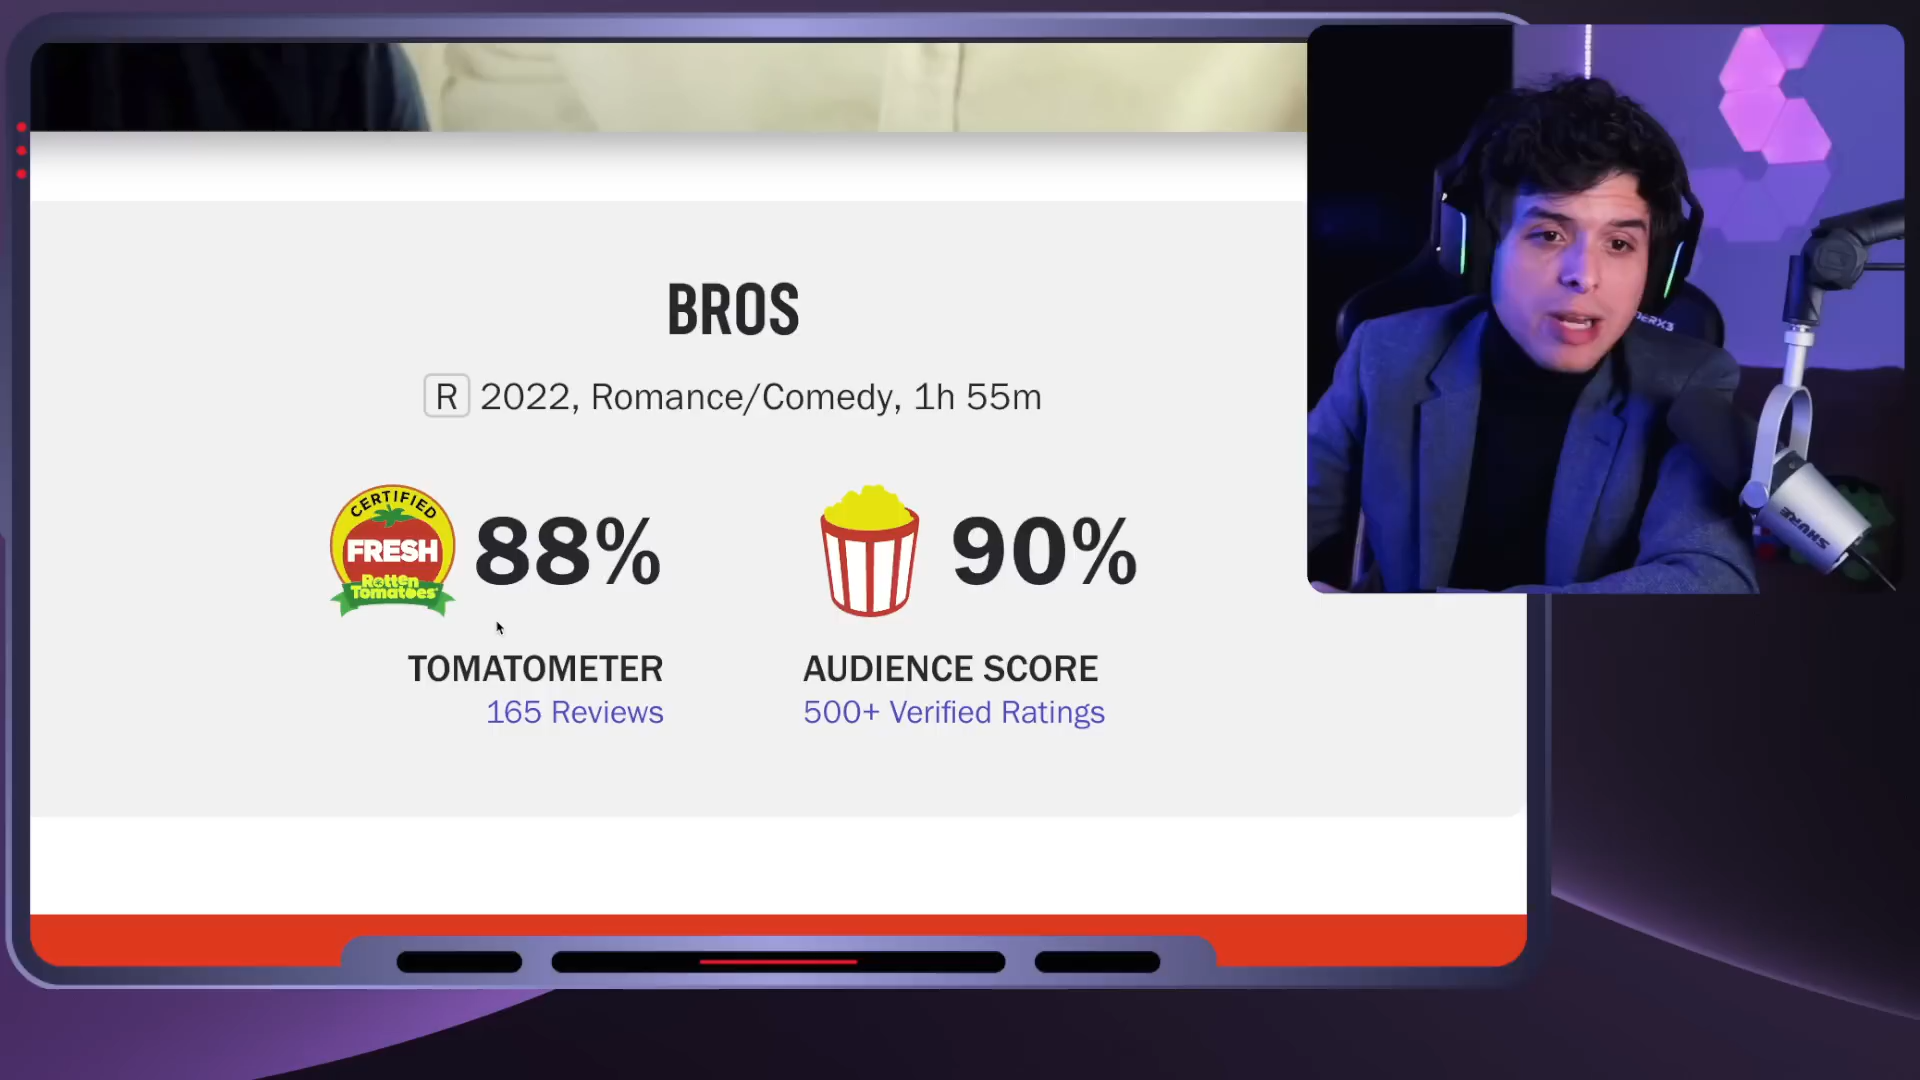 BROS
R 2022, Romance/Comedy, 1h 55m
CERTIFIED
FRESH
Rotten
Tomatoes
88%
90%
TOMATOMETER
AUDIENCE SCORE
165 Reviews
500+ Verified Ratings
SHURE